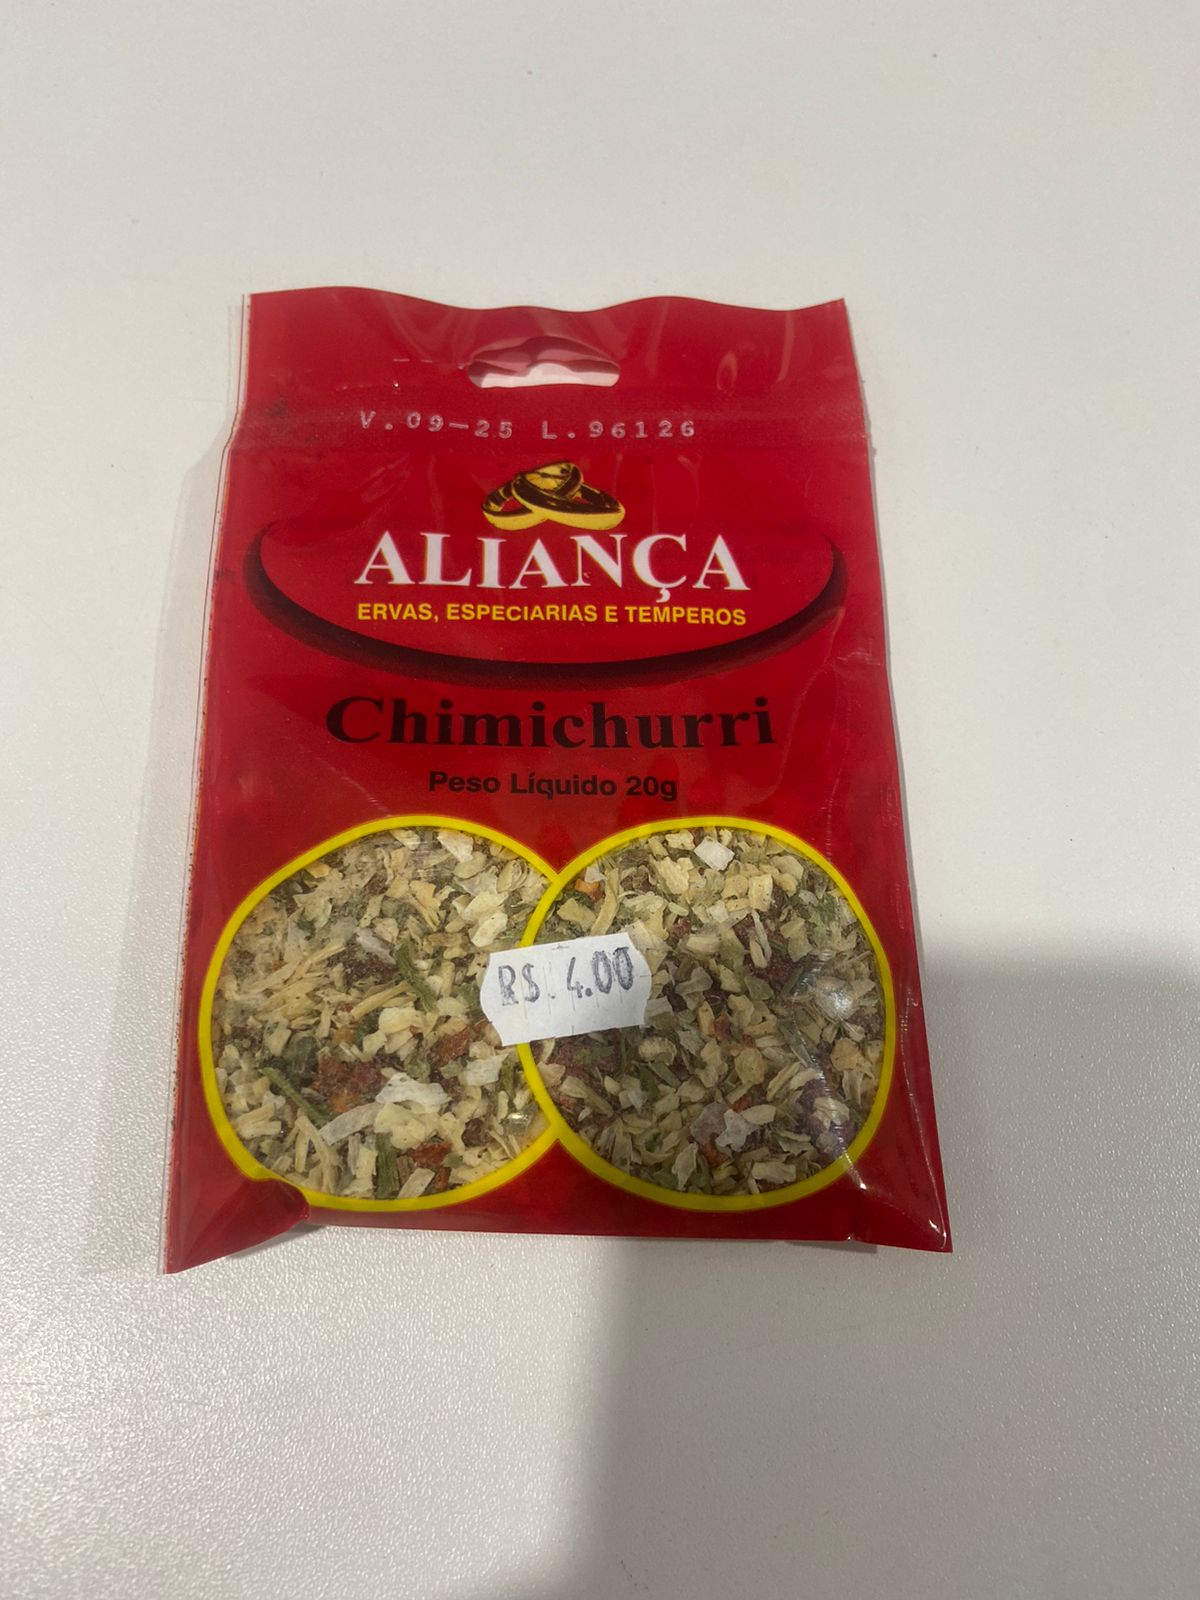 V.09-25 L.96126
ALIANÇA
ERVAS, ESPECIARIAS E TEMPEROS
Chimichurri
Peso Líquido 20g
R$. 4.00